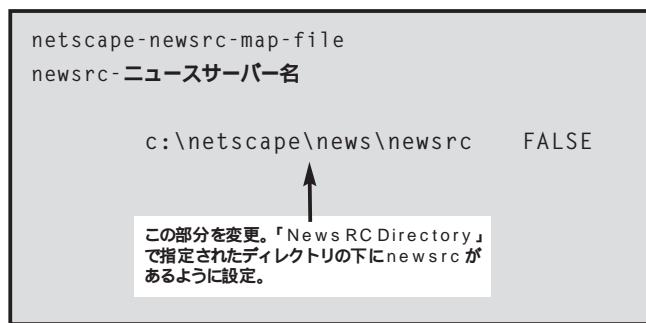 netscape-newsrc-map-file
newsrc-ニュースサーバー名
c:\netscape\news\newsrc FALSE
この部分を変更。「News RC Directory」
で指定されたディレクトリの下にnewsrcが
あるように設定。